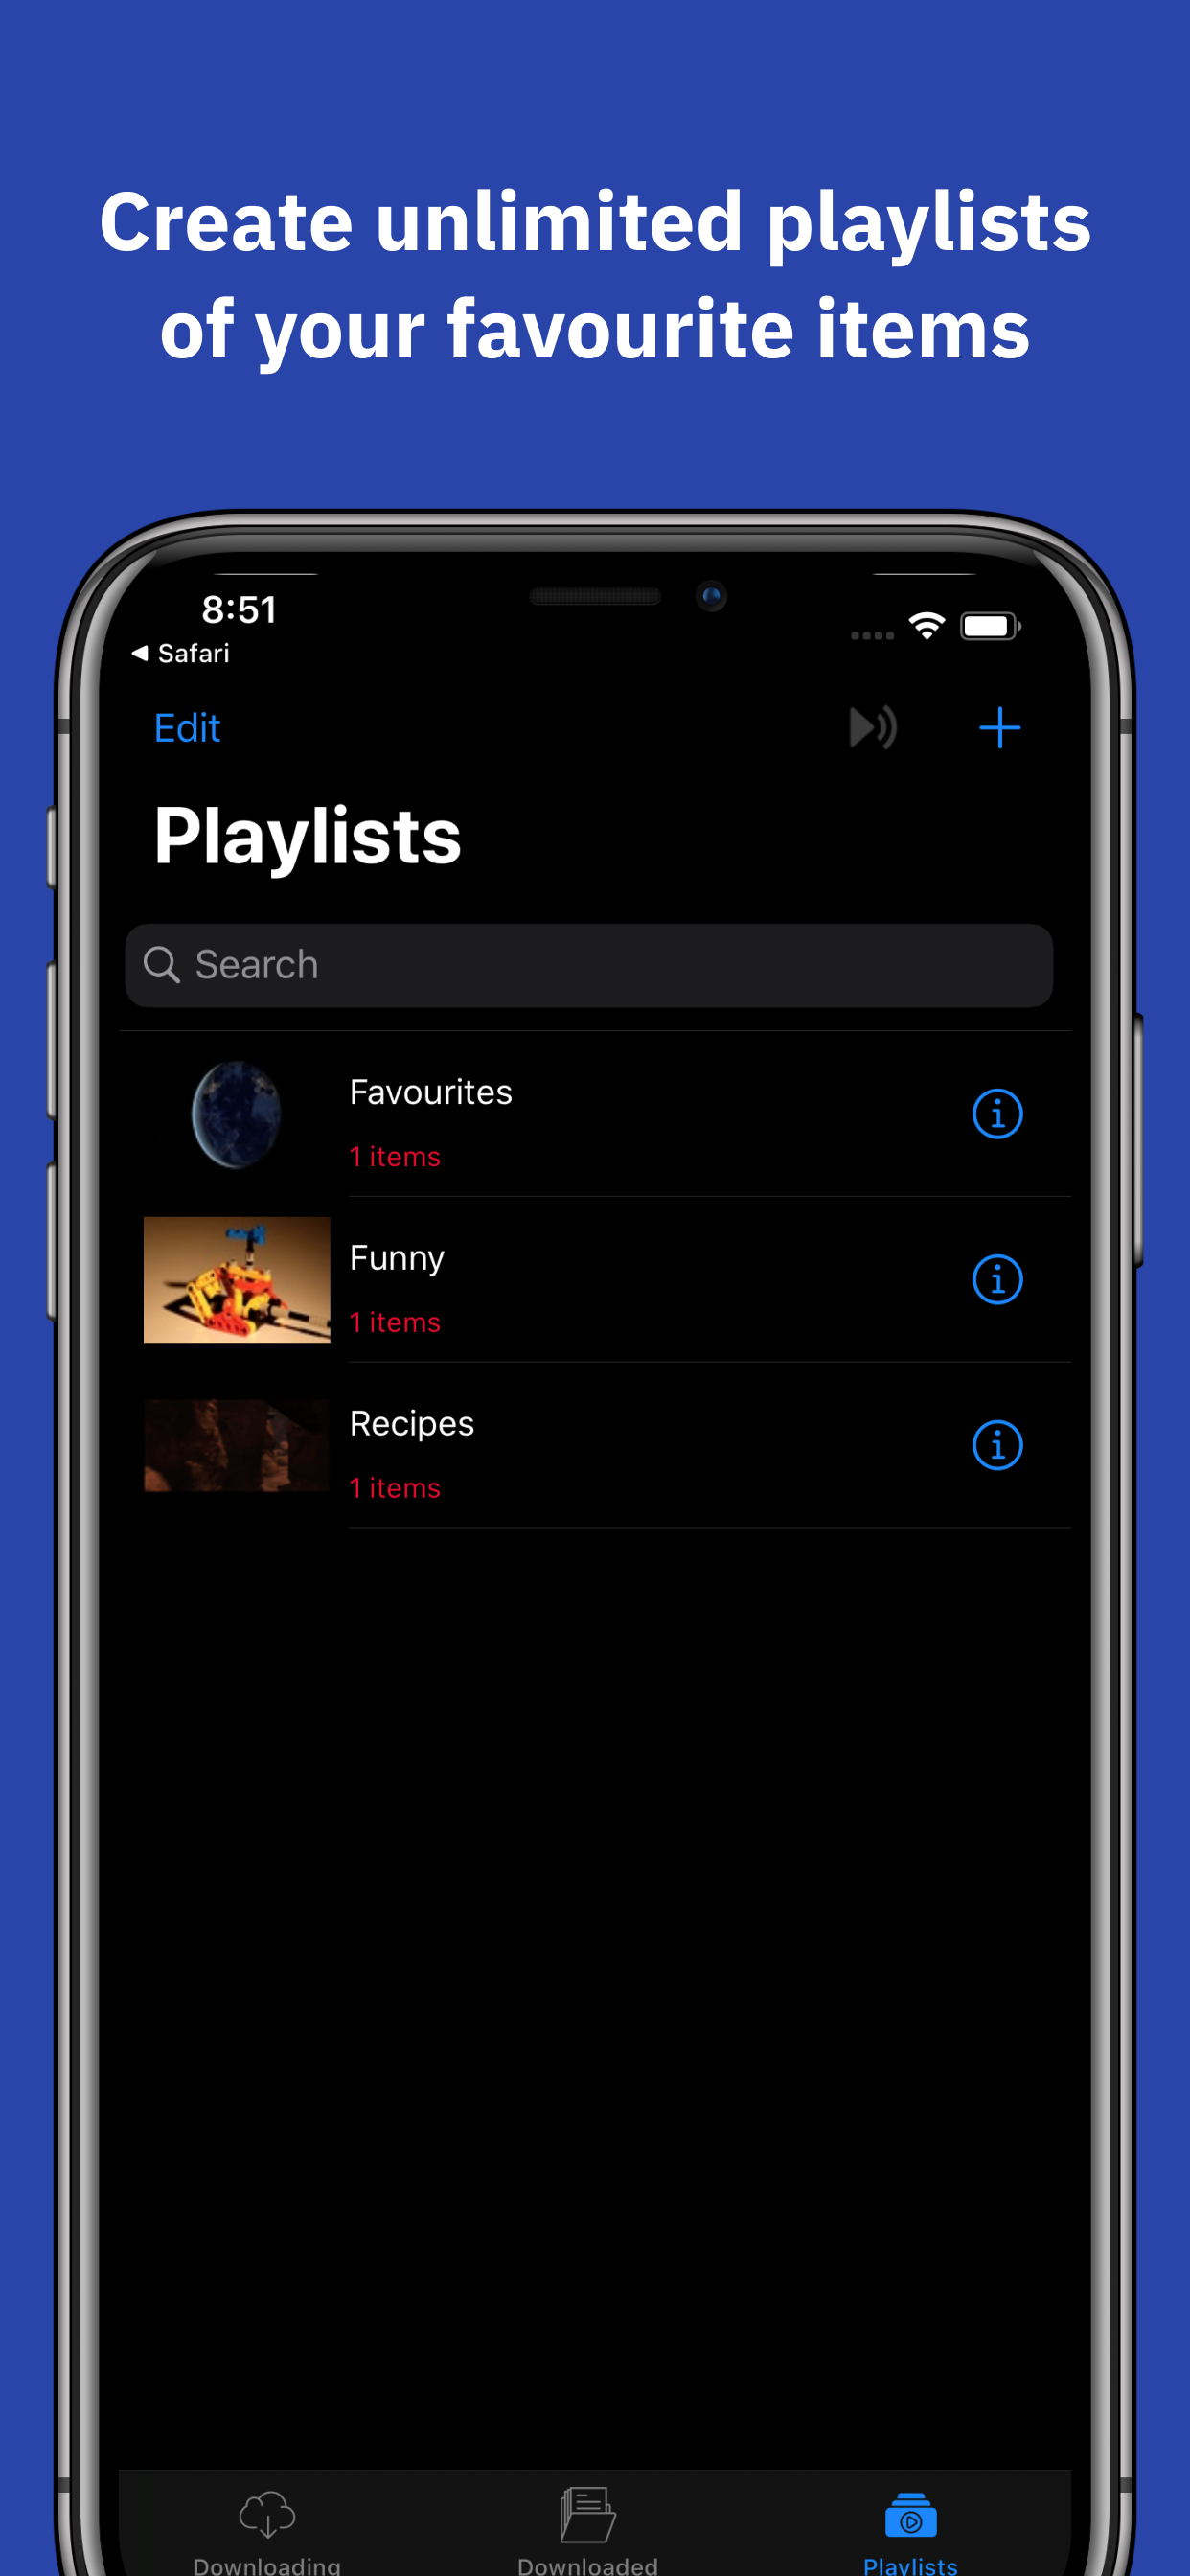 Create unlimited playlists
of your favourite items
8:51
◀ Safari
Edit
Playlists
Search
Favourites
1 items
Funny
1 items
Recipes
1 items
Downloading
Downloaded
Playlists